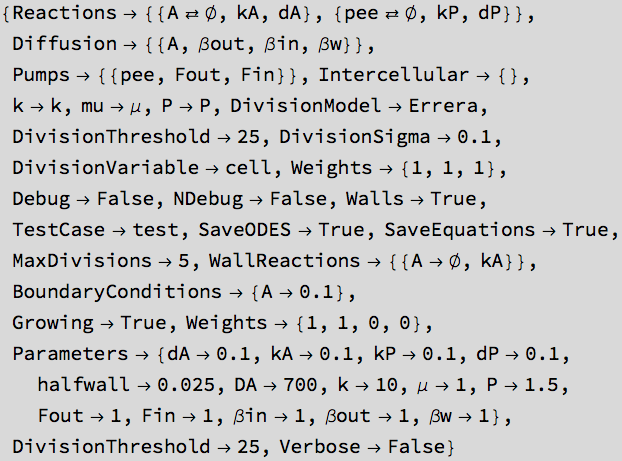 {Reactions → {{A ⇄ ∅, kA, dA}, {pee ⇄ ∅, kP, dP}},
Diffusion → {{A, βout, βin, βw}},
Pumps → {{pee, Fout, Fin}}, Intercellular → {},
k → k, mu → μ, P → P, DivisionModel → Errera,
DivisionThreshold → 25, DivisionSigma → 0.1,
DivisionVariable → cell, Weights → {1, 1, 1},
Debug → False, NDebug → False, Walls → True,
TestCase → test, SaveODES → True, SaveEquations → True,
MaxDivisions → 5, WallReactions → {{A → ∅, kA}},
BoundaryConditions → {A → 0.1},
Growing → True, Weights → {1, 1, 0, 0},
Parameters → {dA → 0.1, kA → 0.1, kP → 0.1, dP → 0.1,
halfwall → 0.025, DA → 700, k → 10, μ → 1, P → 1.5,
Fout → 1, Fin → 1, βin → 1, βout → 1, βw → 1},
DivisionThreshold → 25, Verbose → False}